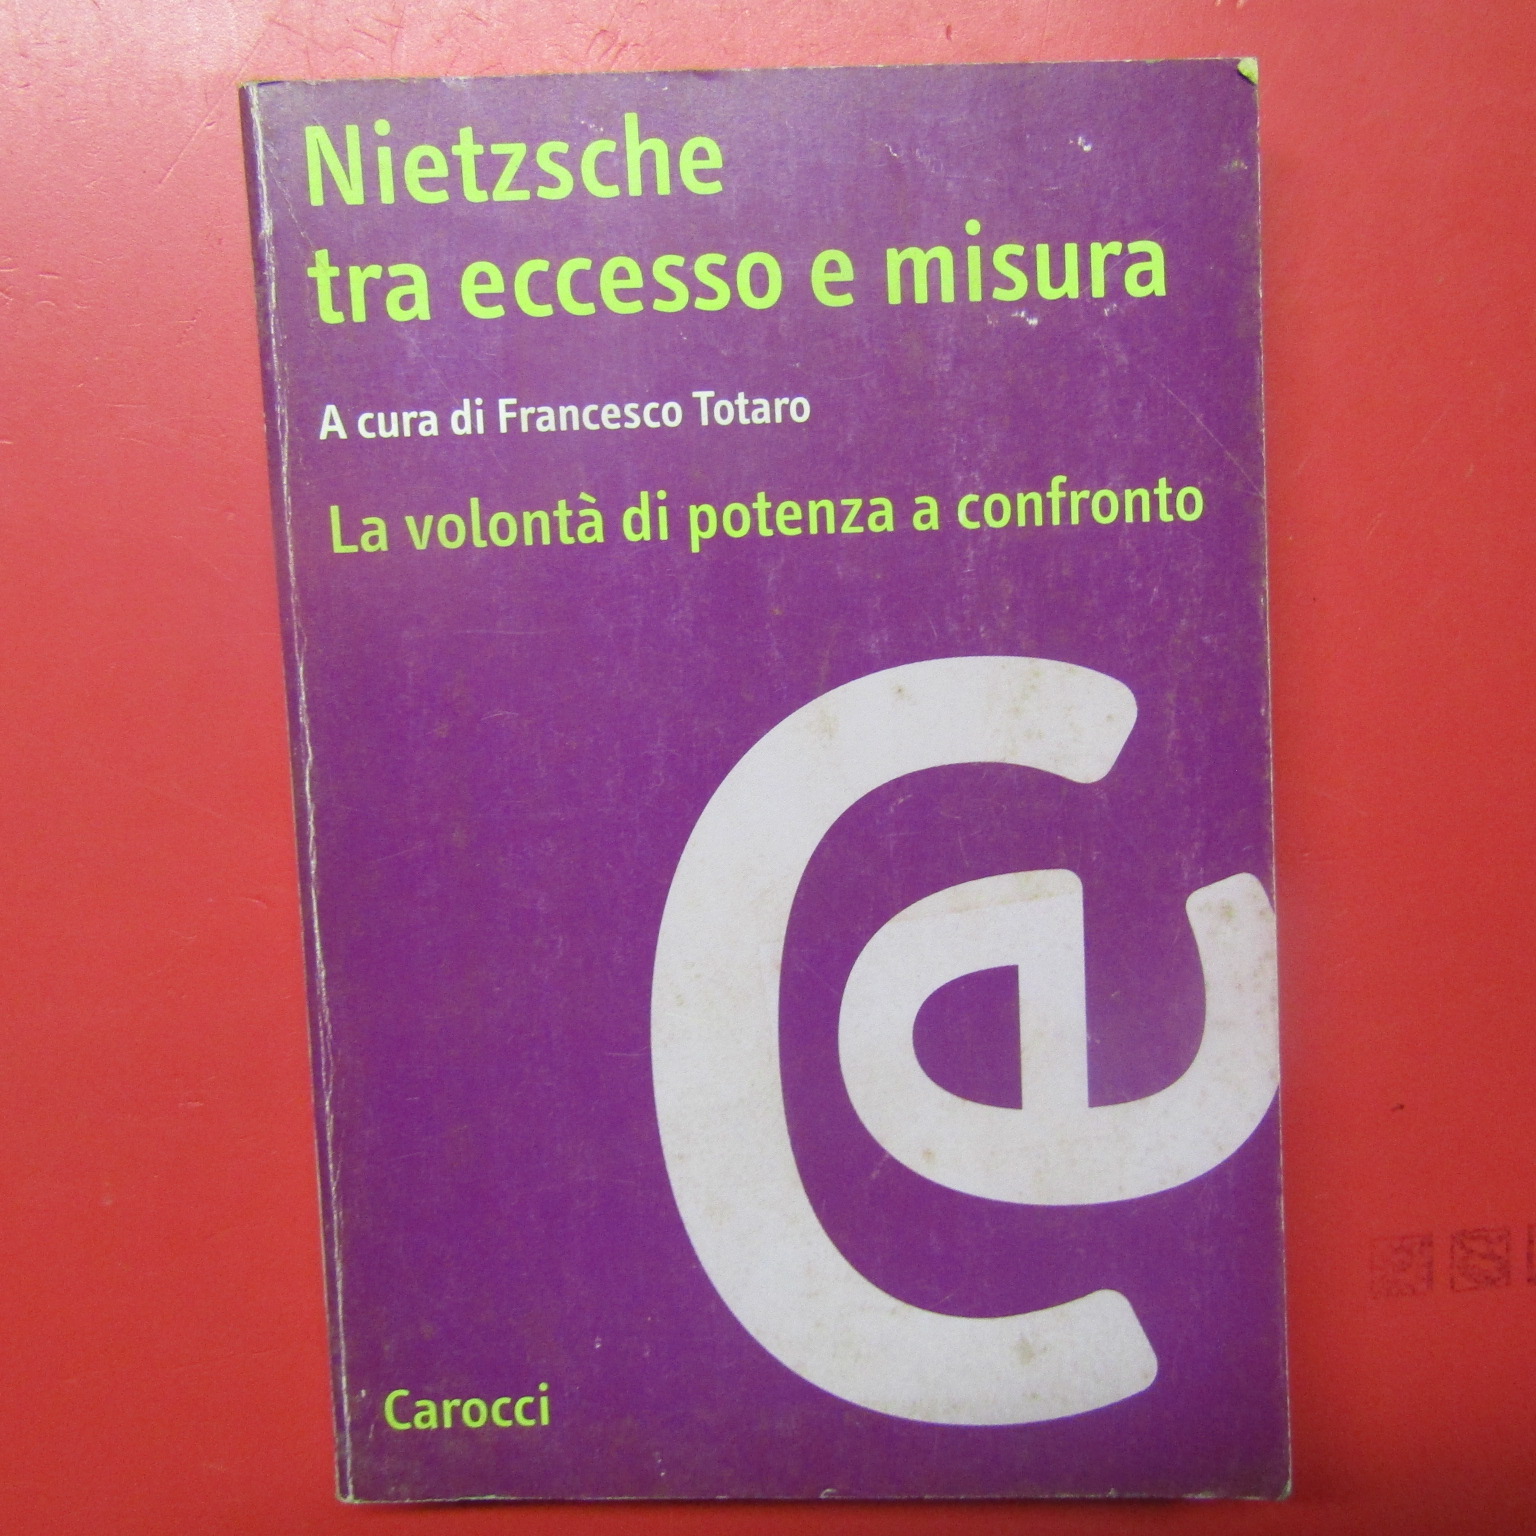 Nietzsche
tra eccesso e misura
A cura di Francesco Totaro
La volontà di potenza a confronto
Carocci